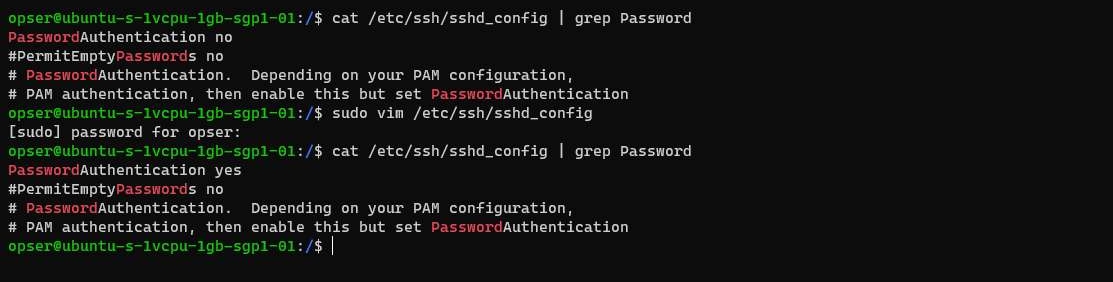 opser@ubuntu-s-1vcpu-1gb-sgp1-01:/$ cat /etc/ssh/sshd_config | grep Password
PasswordAuthentication no
#PermitEmptyPasswords no
# PasswordAuthentication.  Depending on your PAM configuration,
# PAM authentication, then enable this but set PasswordAuthentication
opser@ubuntu-s-1vcpu-1gb-sgp1-01:/$ sudo vim /etc/ssh/sshd_config
[sudo] password for opser:
opser@ubuntu-s-1vcpu-1gb-sgp1-01:/$ cat /etc/ssh/sshd_config | grep Password
PasswordAuthentication yes
#PermitEmptyPasswords no
# PasswordAuthentication.  Depending on your PAM configuration,
# PAM authentication, then enable this but set PasswordAuthentication
opser@ubuntu-s-1vcpu-1gb-sgp1-01:/$